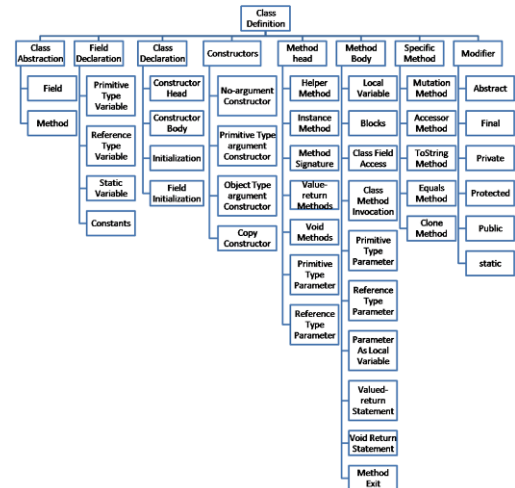 Class
Definition
Class
Abstraction
Field
Declaration
Class
Declaration
Constructors
Method
head
Method
Body
Specific
Method
Modifier
Field
Method
Primitive
Type
Variable
Reference
Type
Variable
Static
Variable
Constants
Constructor
Head
Constructor
Body
Initialization
Field
Initialization
No-argument
Constructor
Primitive Type
argument
Constructor
Object Type
argument
Constructor
Copy
Constructor
Helper
Method
Instance
Method
Method
Signature
Value-
return
Methods
Void
Methods
Primitive
Type
Parameter
Reference
Type
Parameter
Local
Variable
Blocks
Class Field
Access
Class
Method
Invocation
Primitive
Type
Parameter
Reference
Type
Parameter
Parameter
As Local
Variable
Valued-
return
Statement
Void Return
Statement
Method
Exit
Mutation
Method
Accessor
Method
ToString
Method
Equals
Method
Clone
Method
Abstract
Final
Private
Protected
Public
static